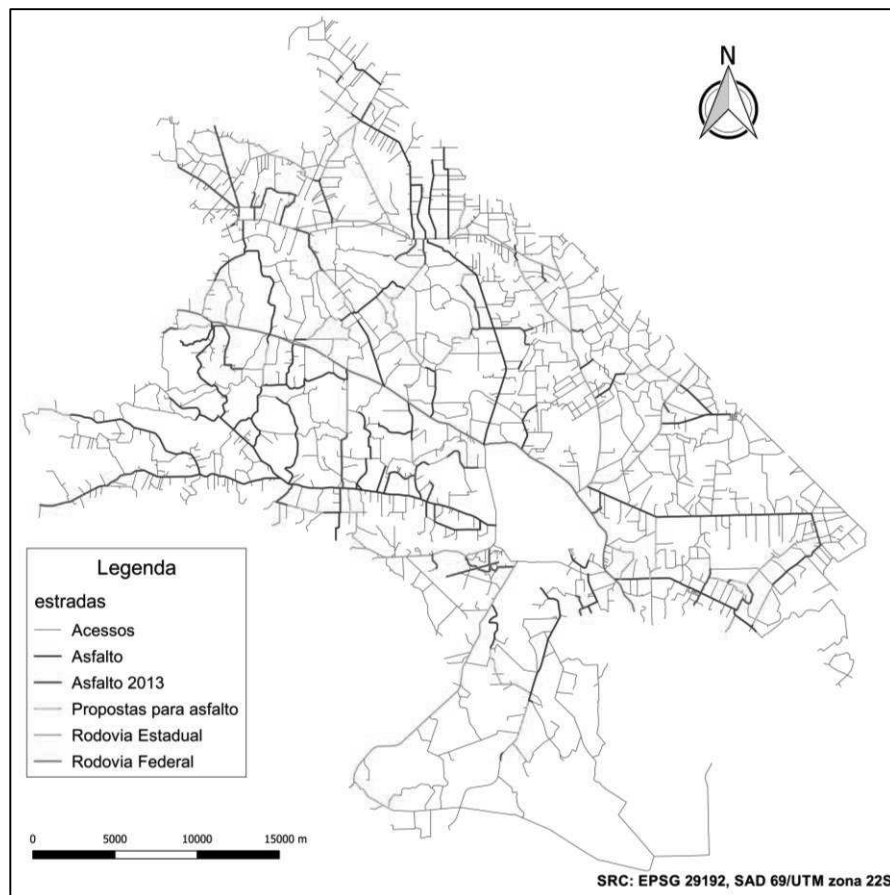 N
Legenda
estradas
Acessos
Asfalto
Asfalto 2013
Propostas para asfalto
Rodovia Estadual
Rodovia Federal
0 5000 10000 15000 m
SRC: EPSG 29192, SAD 69/UTM zona 22S